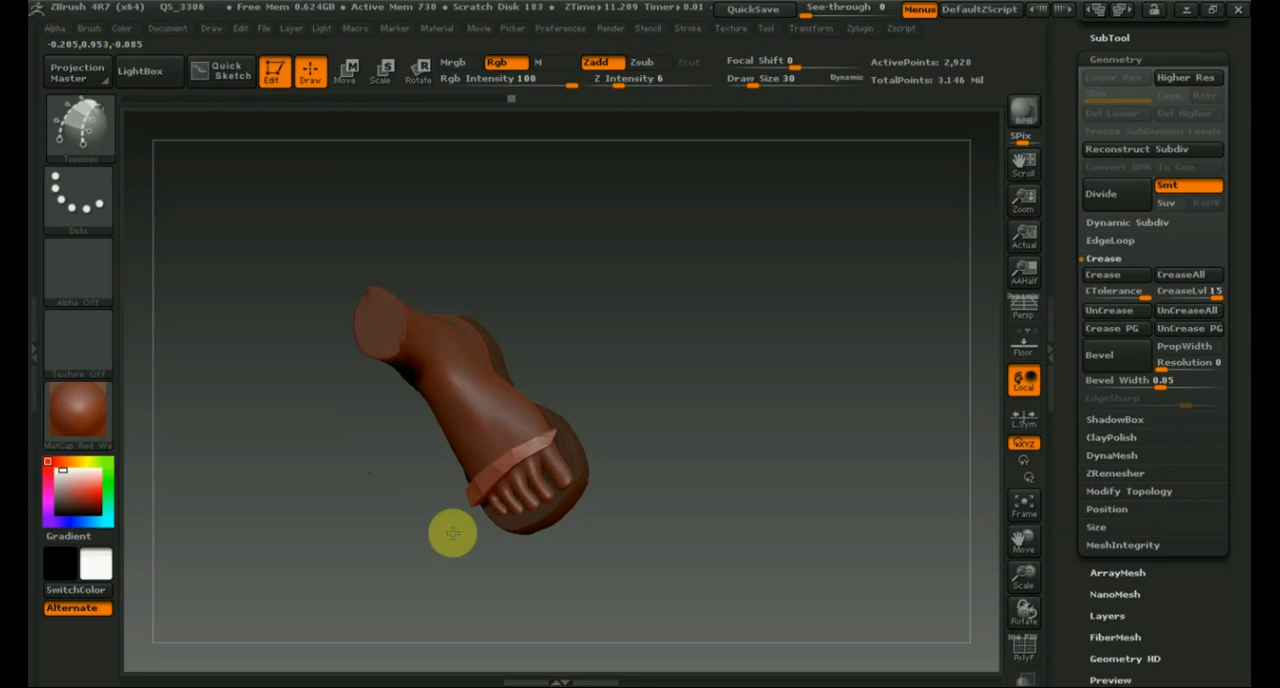 ZBrush 4R7 (x64) QS_3306 • Free Mem 0.624GB • Active Mem 730 • Scratch Disk 183 • ZTime▸11.209 Timer▸0.01 QuickSave See-through 0 Menus DefaultZScript
Alpha Brush Color Document Draw Edit File Layer Light Macro Marker Material Movie Picker Preferences Render Stencil Stroke Texture Tool Transform Zplugin Zscript
-0.205,0.953,-0.085
Projection Master
LightBox
Quick Sketch
Edit
Draw
Move
Scale
Rotate
Mrgb Rgb M
Rgb Intensity 100
Zadd Zsub Zcut
Z Intensity 6
Focal Shift 0
Draw Size 30 Dynamic
ActivePoints: 2,928
TotalPoints: 3.146 Mil
Topology
Dots
Alpha Off
Texture Off
MatCap Red Wa
Gradient
SwitchColor
Alternate
BPR
SPix
Scroll
Zoom
Actual
AAHalf
Dynamic
Persp
Floor
Local
L.Sym
XYZ
Frame
Move
Scale
Rotate
PolyF
SubTool
Geometry
Lower Res Higher Res
SDiv Cage Rstr
Del Lower Del Higher
Freeze SubDivision Levels
Reconstruct Subdiv
Convert BPR To Geo
Divide Smt
Suv ReUV
Dynamic Subdiv
EdgeLoop
Crease
Crease CreaseAll
CTolerance CreaseLvl 15
UnCrease UnCreaseAll
Crease PG UnCrease PG
Bevel PropWidth
Resolution 0
Bevel Width 0.05
EdgeSharp
ShadowBox
ClayPolish
DynaMesh
ZRemesher
Modify Topology
Position
Size
MeshIntegrity
ArrayMesh
NanoMesh
Layers
FiberMesh
Geometry HD
Preview